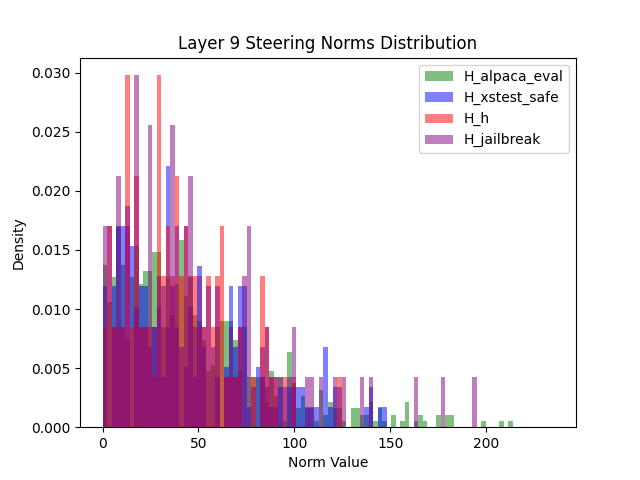 Layer 9 Steering Norms Distribution
H_alpaca_eval
H_xstest_safe
H_h
H_jailbreak
Density
0.030
0.025
0.020
0.015
0.010
0.005
0.000
0 50 100 150 200
Norm Value